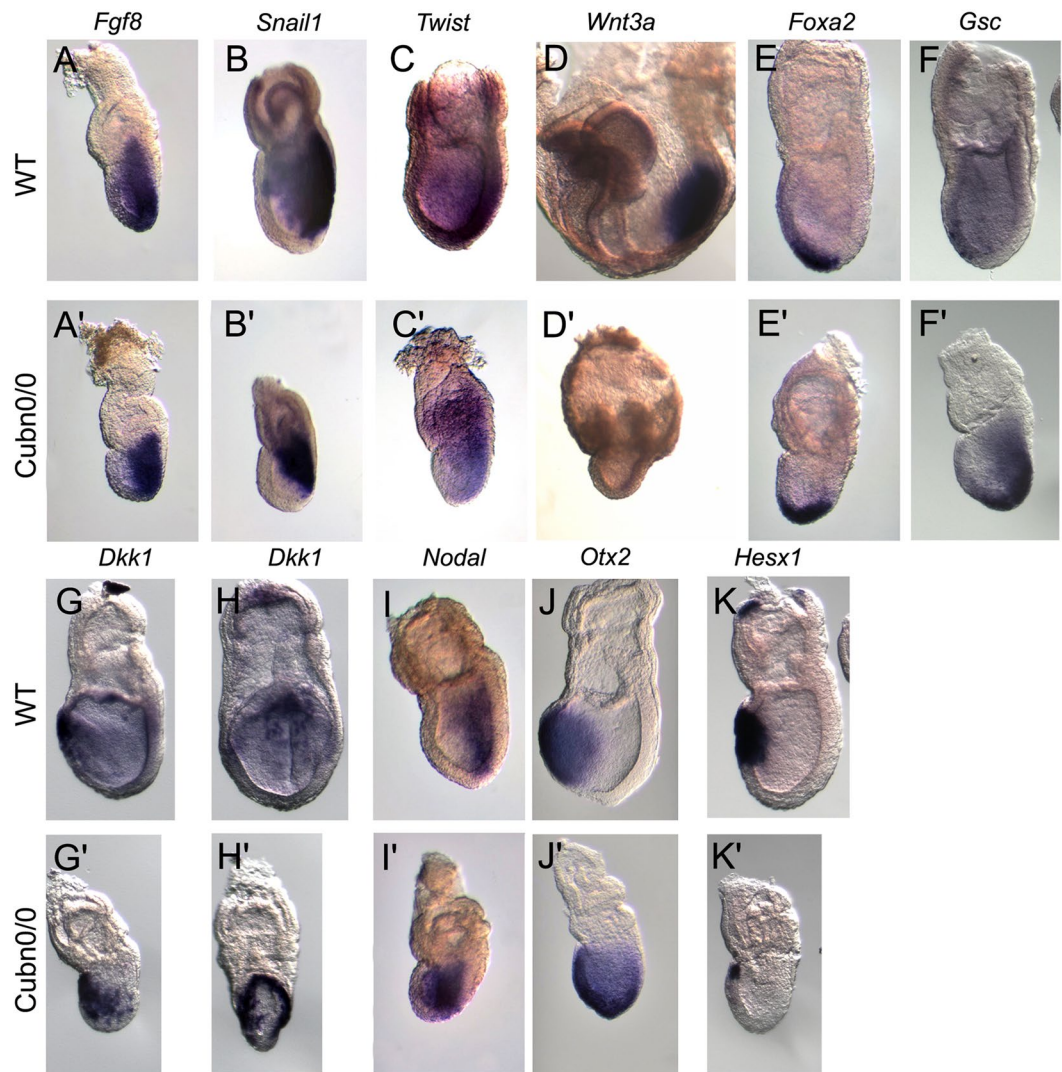 Fgf8 Snail1 Twist Wnt3a Foxa2 Gsc
WT A B C D E F
Cubn0/0 A' B' C' D' E' F'
Dkk1 Dkk1 Nodal Otx2 Hesx1
WT G H I J K
Cubn0/0 G' H' I' J' K'